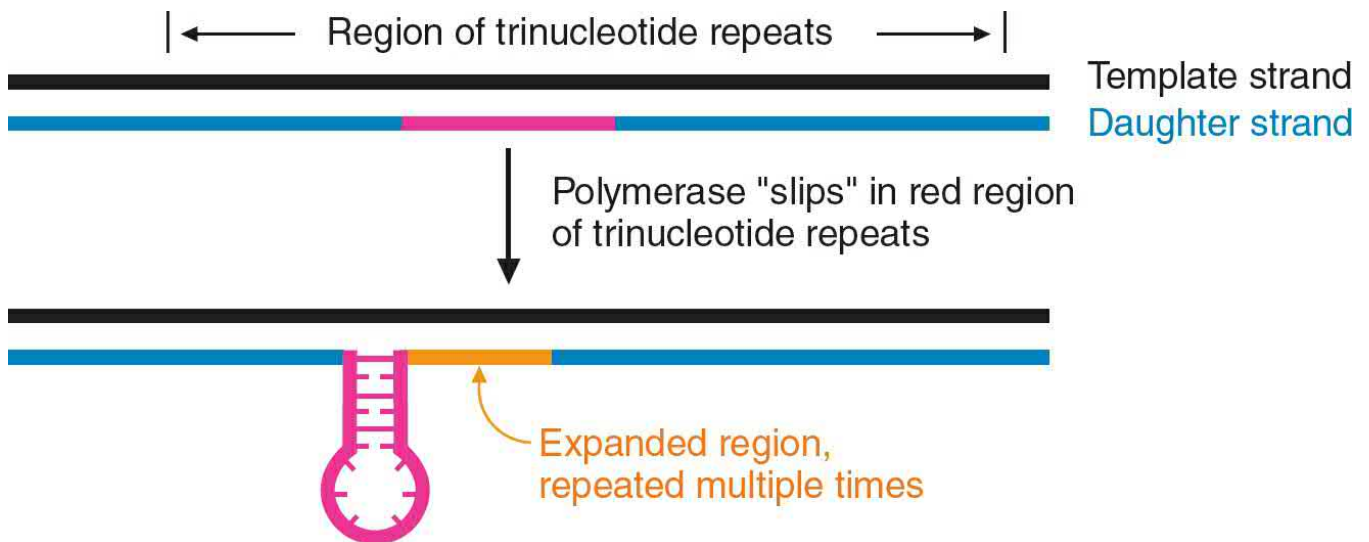 Region of trinucleotide repeats
Template strand
Daughter strand
Polymerase "slips" in red region
of trinucleotide repeats
Expanded region,
repeated multiple times